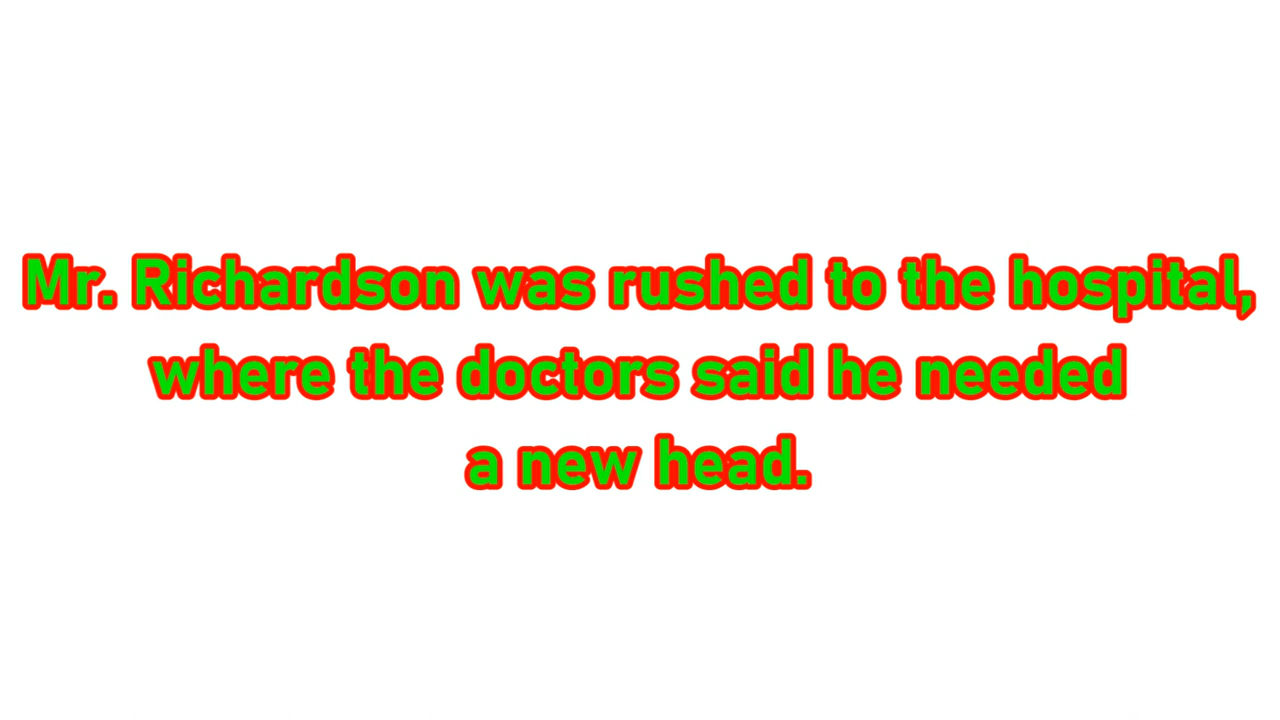 Mr. Richardson was rushed to the hospital,
where the doctors said he needed
a new head.